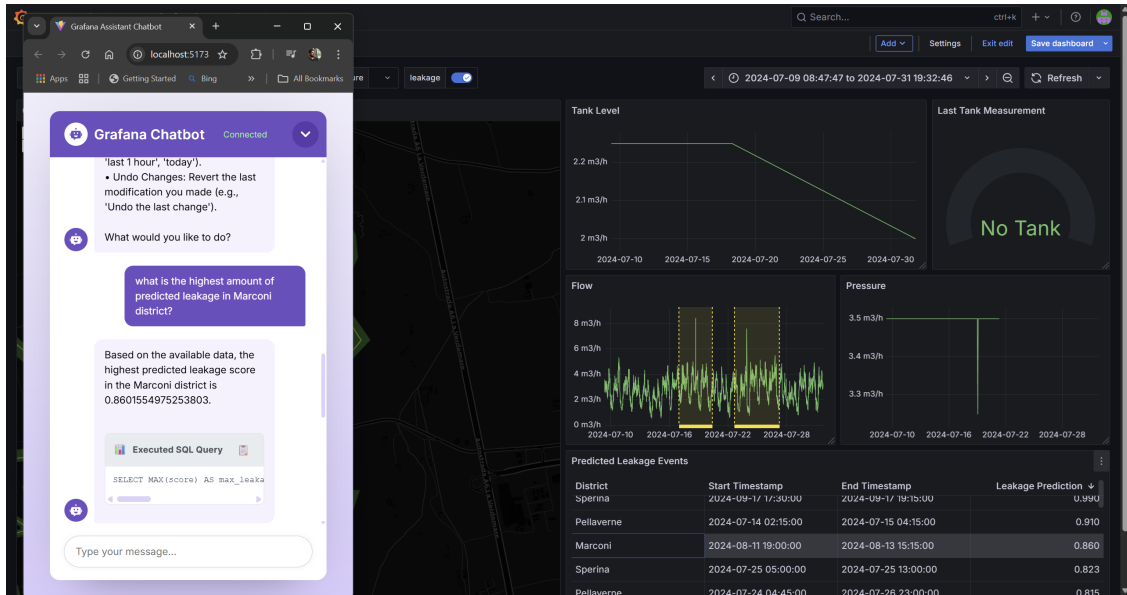 Grafana Assistant Chatbot
localhost:5173
Apps
Getting Started
Bing
»
All Bookmarks
Grafana Chatbot
Connected
'last 1 hour', 'today').
• Undo Changes: Revert the last
modification you made (e.g.,
'Undo the last change').
What would you like to do?
what is the highest amount of
predicted leakage in Marconi
district?
Based on the available data, the
highest predicted leakage score
in the Marconi district is
0.8601554975253803.
Executed SQL Query
SELECT MAX(score) AS max_leaka
Type your message...
Search...
ctrl+k
Add
Settings
Exit edit
Save dashboard
leakage
2024-07-09 08:47:47 to 2024-07-31 19:32:46
Refresh
Tank Level
2.2 m3/h
2.1 m3/h
2 m3/h
2024-07-10 2024-07-15 2024-07-20 2024-07-25 2024-07-30
Last Tank Measurement
No Tank
Flow
8 m3/h
6 m3/h
4 m3/h
2 m3/h
0 m3/h
2024-07-10 2024-07-16 2024-07-22 2024-07-28
Pressure
3.5 m3/h
3.4 m3/h
3.3 m3/h
2024-07-10 2024-07-16 2024-07-22 2024-07-28
Predicted Leakage Events
District Start Timestamp End Timestamp Leakage Prediction ↓
Sperina 2024-09-17 17:30:00 2024-09-17 19:15:00 0.990
Pellaverne 2024-07-14 02:15:00 2024-07-15 04:15:00 0.910
Marconi 2024-08-11 19:00:00 2024-08-13 15:15:00 0.860
Sperina 2024-07-25 05:00:00 2024-07-25 13:00:00 0.823
Pellaverne 2024-07-24 04:45:00 2024-07-26 23:00:00 0.815